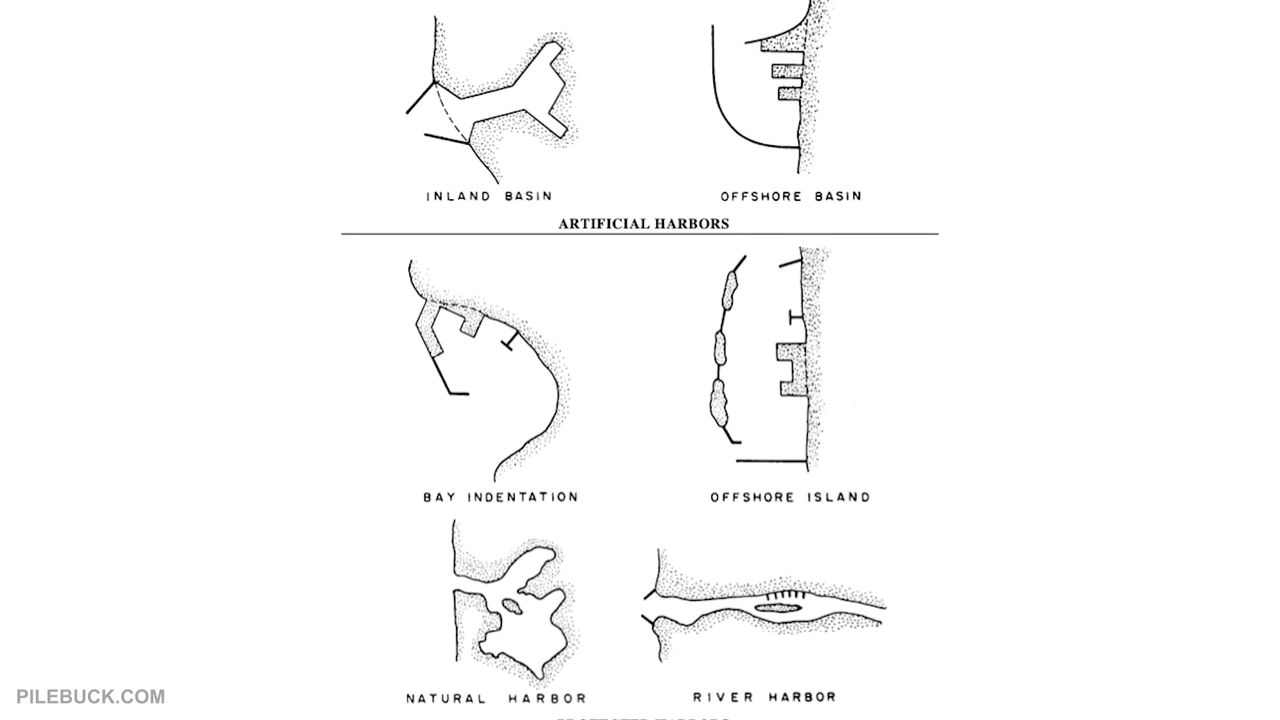 INLAND BASIN
OFFSHORE BASIN
ARTIFICIAL HARBORS
BAY INDENTATION
OFFSHORE ISLAND
NATURAL HARBOR
RIVER HARBOR
PILEBUCK.COM